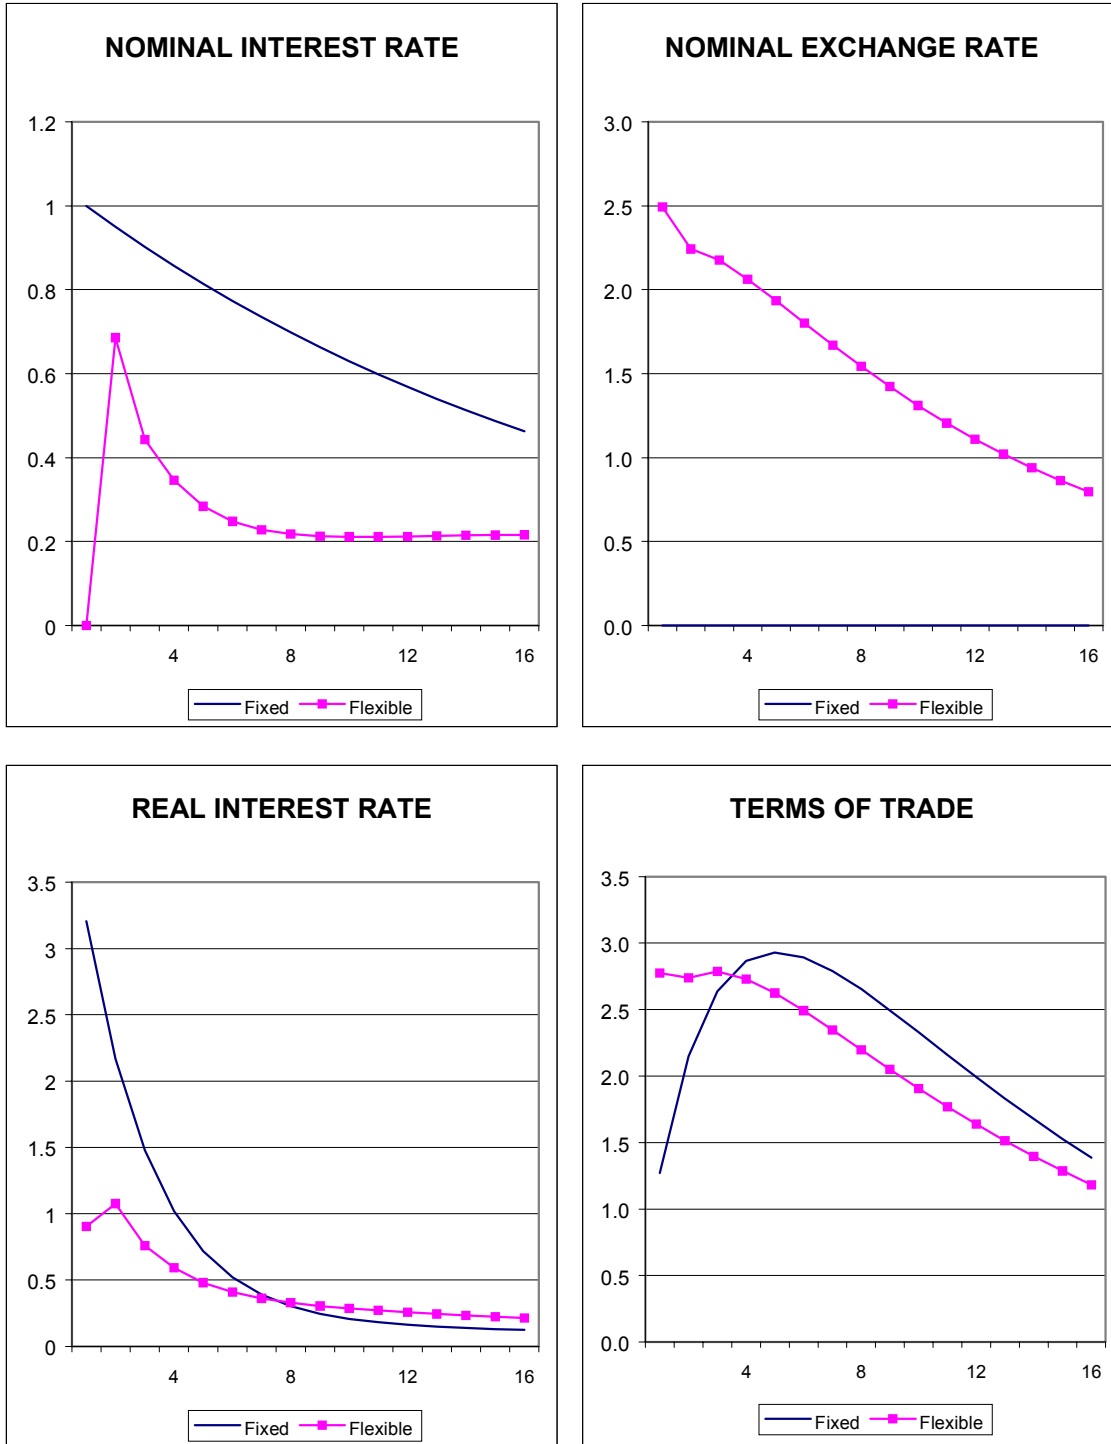 NOMINAL INTEREST RATE
1.2
1
0.8
0.6
0.4
0.2
0
4 8 12 16
Fixed Flexible
NOMINAL EXCHANGE RATE
3.0
2.5
2.0
1.5
1.0
0.5
0.0
4 8 12 16
Fixed Flexible
REAL INTEREST RATE
3.5
3
2.5
2
1.5
1
0.5
0
4 8 12 16
Fixed Flexible
TERMS OF TRADE
3.5
3.0
2.5
2.0
1.5
1.0
0.5
0.0
4 8 12 16
Fixed Flexible